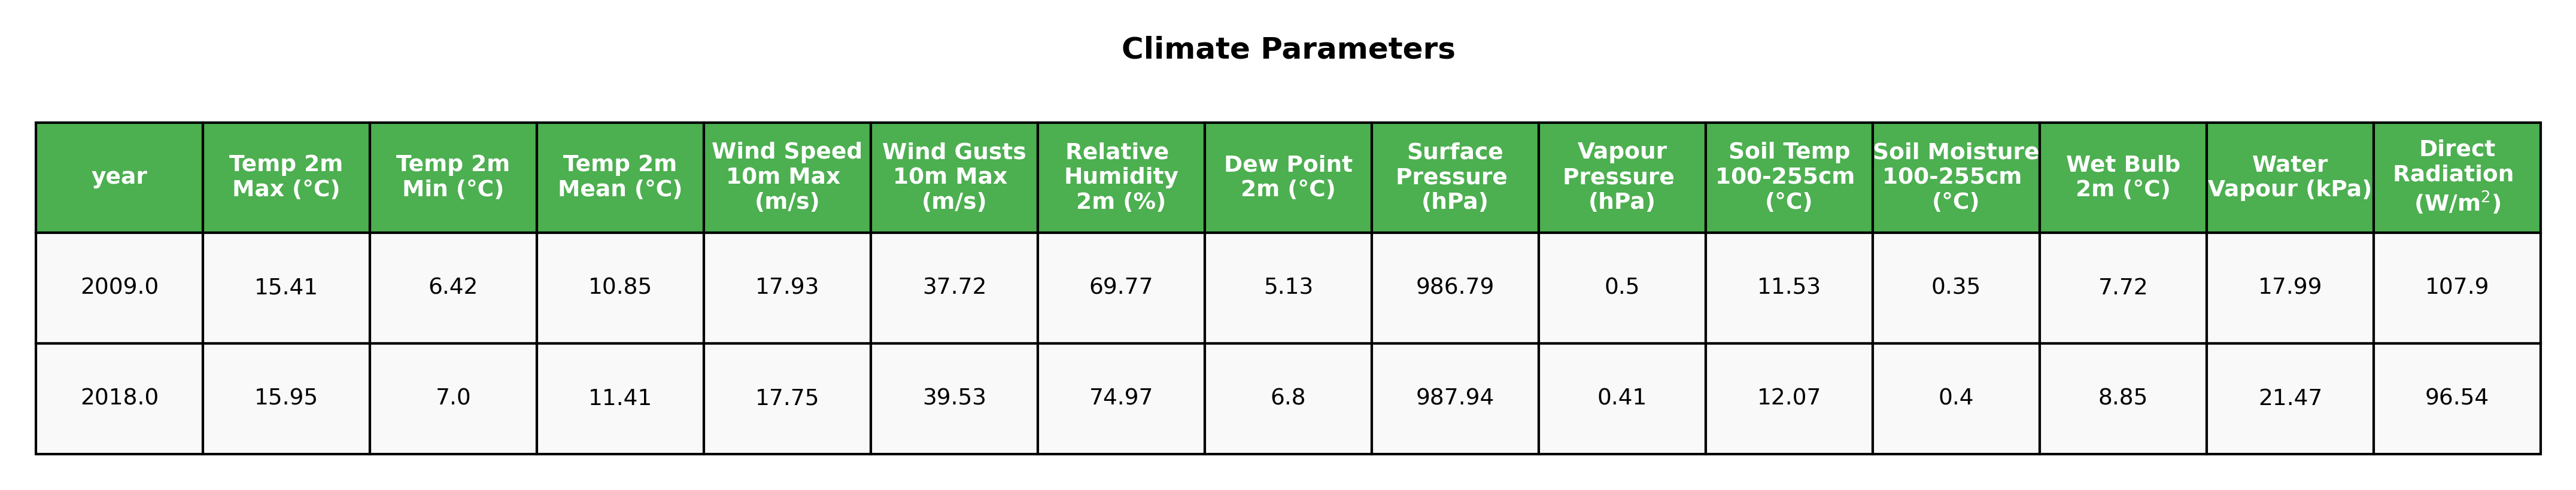 Climate Parameters
year
Temp 2m
Max (°C)
Temp 2m
Min (°C)
Temp 2m
Mean (°C)
Wind Speed
10m Max
(m/s)
Wind Gusts
10m Max
(m/s)
Relative
Humidity
2m (%)
Dew Point
2m (°C)
Surface
Pressure
(hPa)
Vapour
Pressure
(hPa)
Soil Temp
100-255cm
(°C)
Soil Moisture
100-255cm
(°C)
Wet Bulb
2m (°C)
Water
Vapour (kPa)
Direct
Radiation
(W/m²)
2009.0 15.41 6.42 10.85 17.93 37.72 69.77 5.13 986.79 0.5 11.53 0.35 7.72 17.99 107.9
2018.0 15.95 7.0 11.41 17.75 39.53 74.97 6.8 987.94 0.41 12.07 0.4 8.85 21.47 96.54